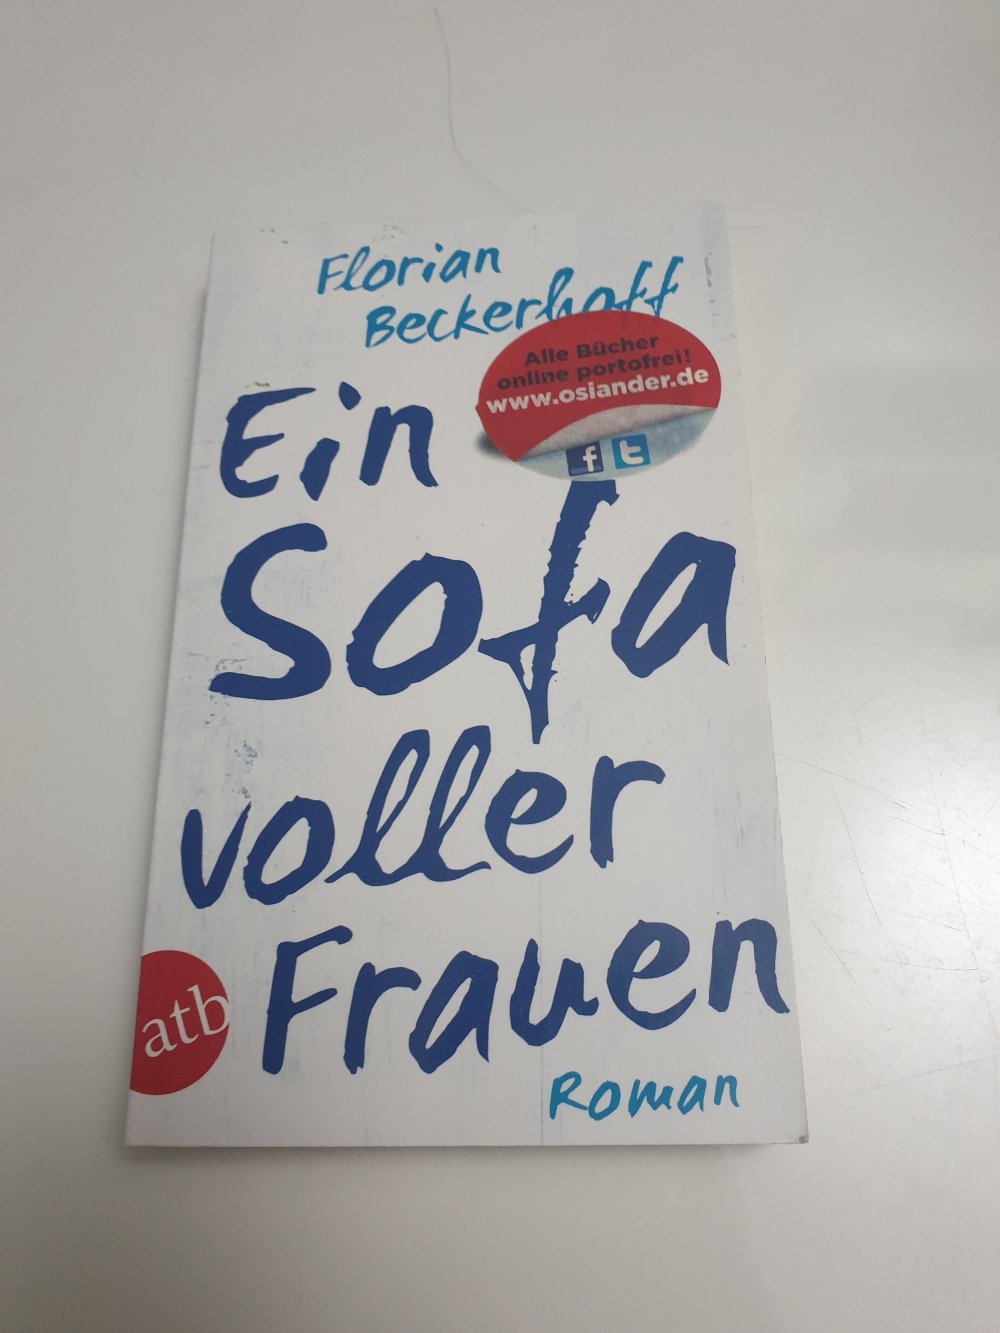 Florian
Beckerhoff
Alle Bücher
online portofrei!
www.osiander.de
f t
Ein
Sofa
voller
Frauen
atb
Roman